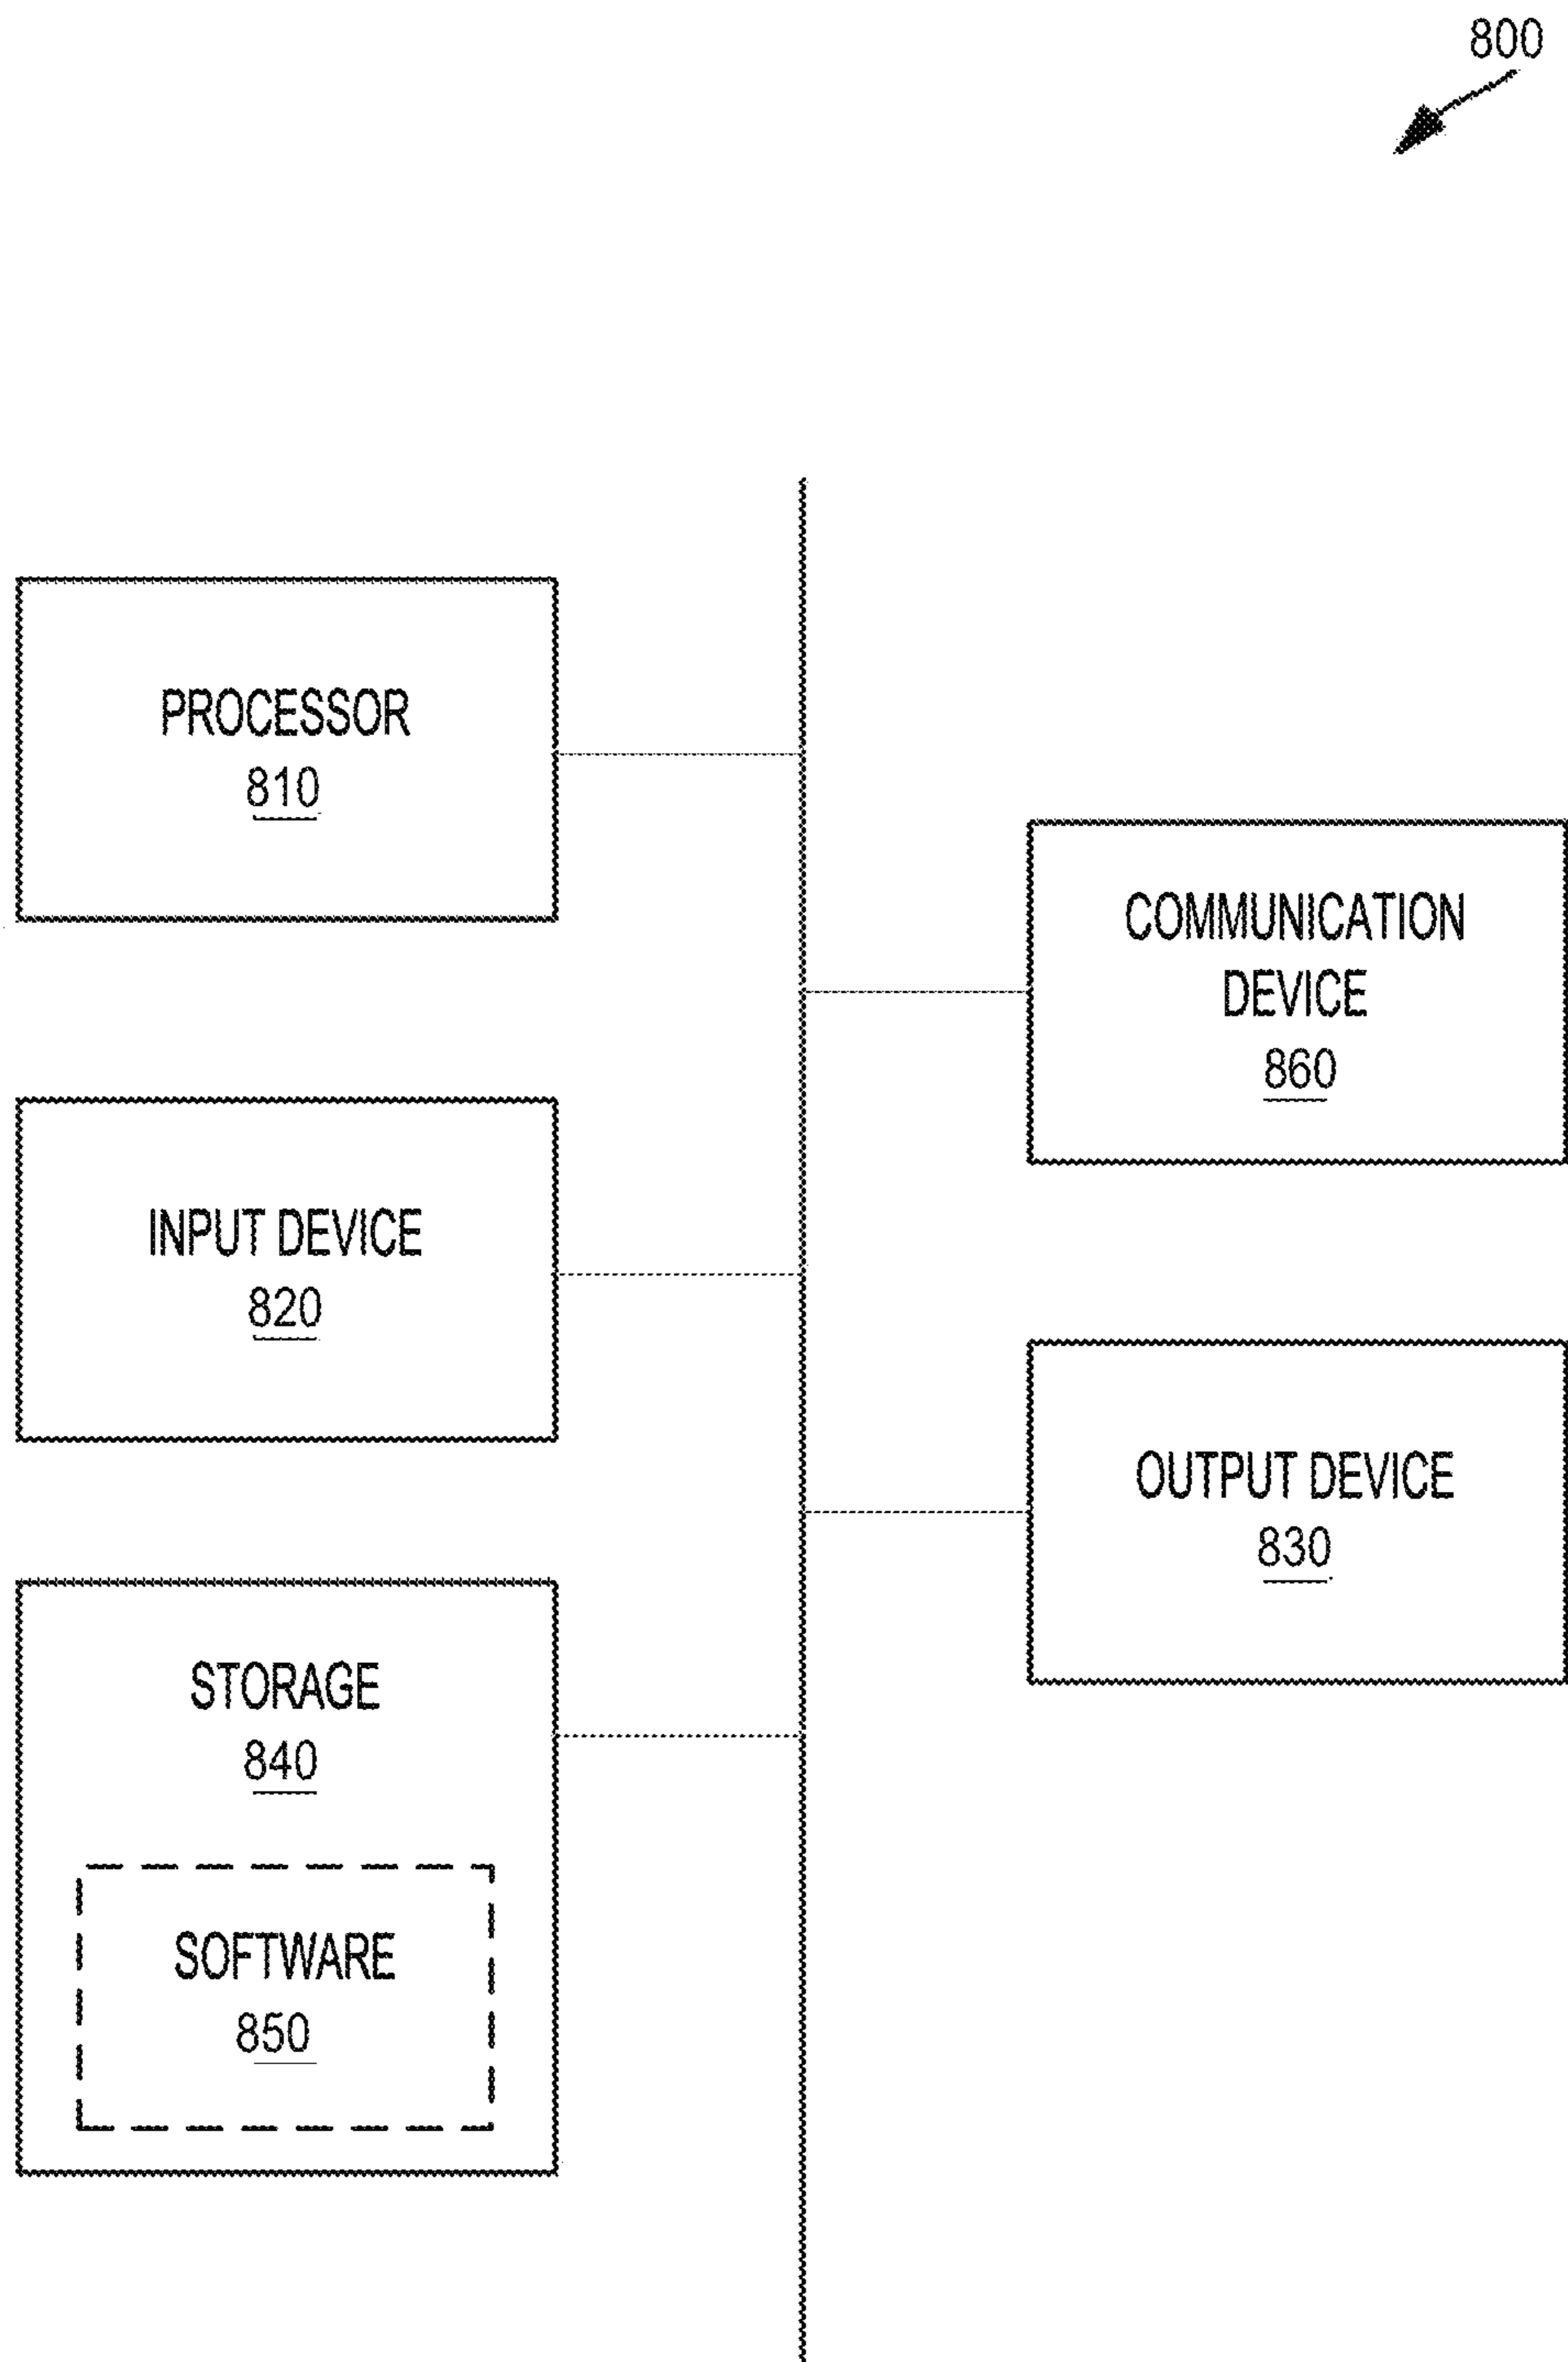 800
PROCESSOR
810
COMMUNICATION
DEVICE
860
INPUT DEVICE
820
OUTPUT DEVICE
830
STORAGE
840
SOFTWARE
850